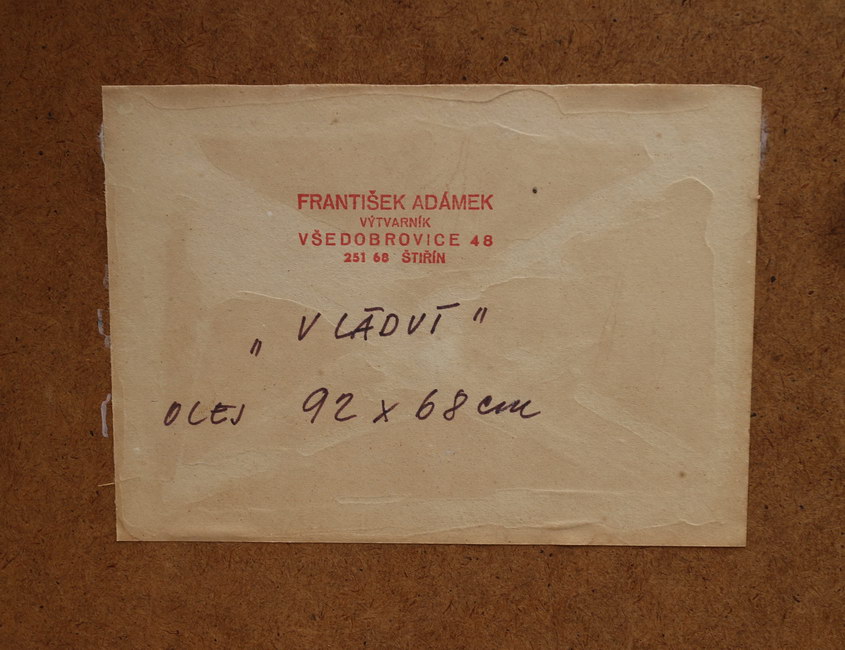 FRANTIŠEK ADÁMEK
VÝTVARNÍK
VŠEDOBROVICE 48
251 68 ŠTIŘÍN
„ V LÁDVÍ "
OLEJ 92 x 68 cm